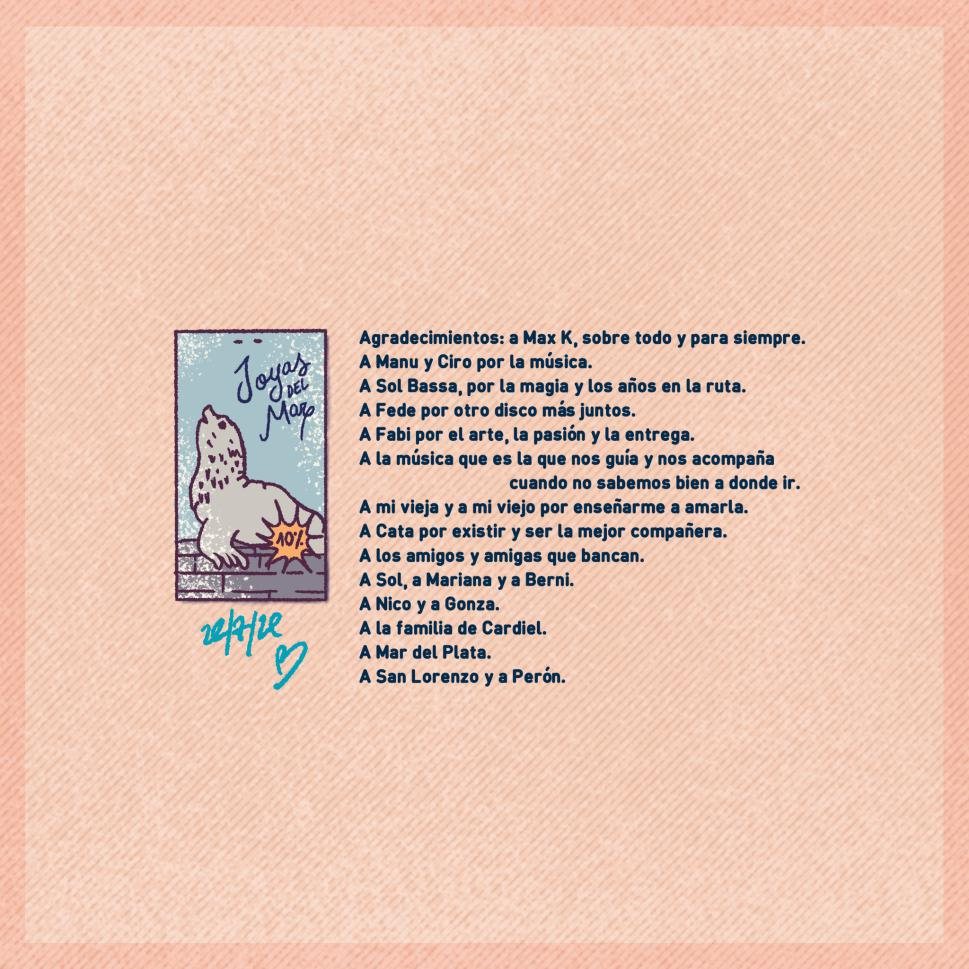 Joyas
DEL
Mar
10%
Agradecimientos: a Max K, sobre todo y para siempre.
A Manu y Ciro por la música.
A Sol Bassa, por la magia y los años en la ruta.
A Fede por otro disco más juntos.
A Fabi por el arte, la pasión y la entrega.
A la música que es la que nos guía y nos acompaña
cuando no sabemos bien a donde ir.
A mi vieja y a mi viejo por enseñarme a amarla.
A Cata por existir y ser la mejor compañera.
A los amigos y amigas que bancan.
A Sol, a Mariana y a Berni.
A Nico y a Gonza.
A la familia de Cardiel.
A Mar del Plata.
A San Lorenzo y a Perón.